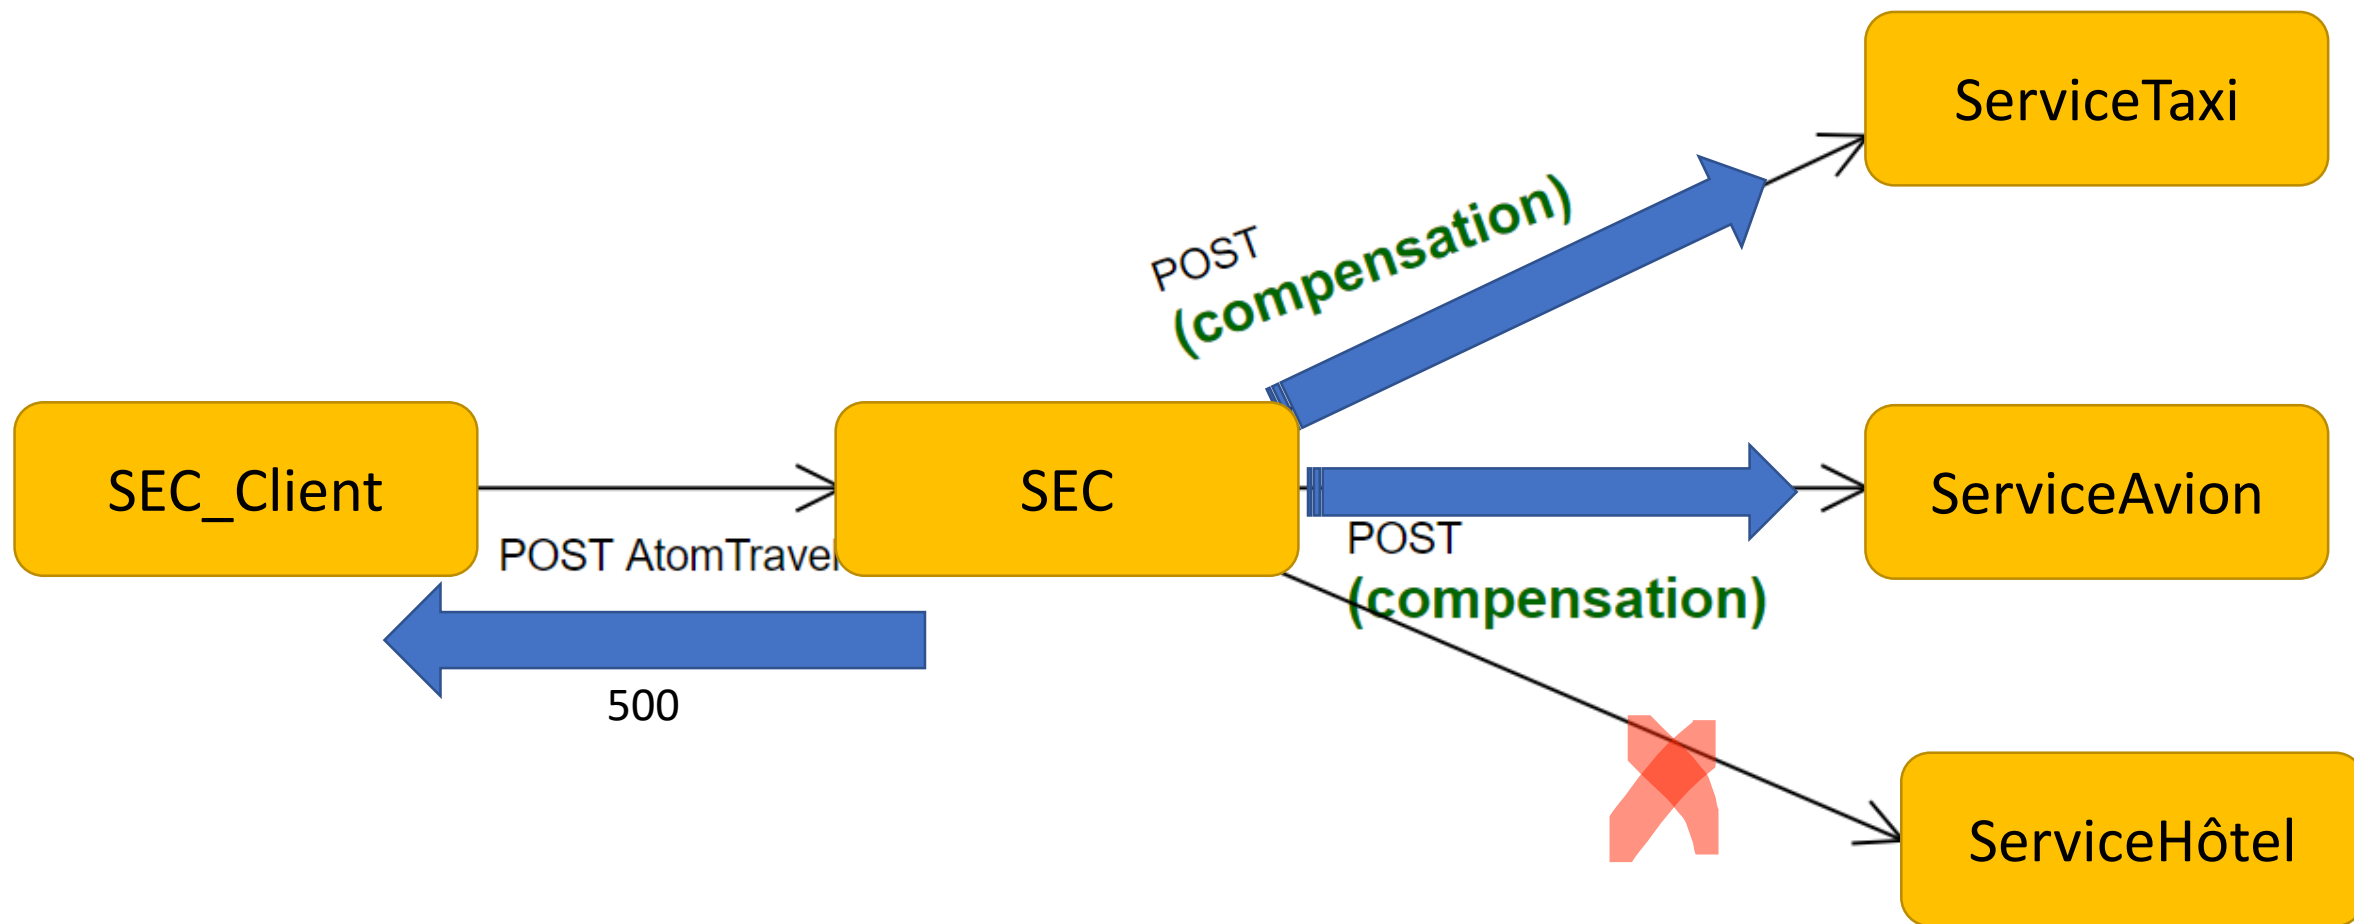 ServiceTaxi
POST
(compensation)
SEC_Client
SEC
ServiceAvion
POST AtomTravel
POST
(compensation)
500
ServiceHôtel